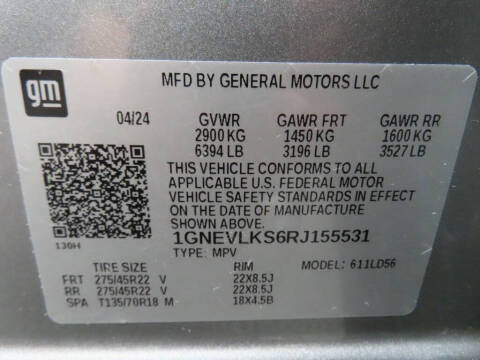 gm
MFD BY GENERAL MOTORS LLC
04/24 GVWR GAWR FRT GAWR RR
2900 KG 1450 KG 1600 KG
6394 LB 3196 LB 3527 LB
THIS VEHICLE CONFORMS TO ALL
APPLICABLE U.S. FEDERAL MOTOR
VEHICLE SAFETY STANDARDS IN EFFECT
ON THE DATE OF MANUFACTURE
SHOWN ABOVE.
1GNEVLKS6RJ155531
130H TYPE: MPV MODEL: 611LD56
TIRE SIZE RIM
FRT 275/45R22 V 22X8.5J
RR 275/45R22 V 22X8.5J
SPA T135/70R18 M 18X4.5B